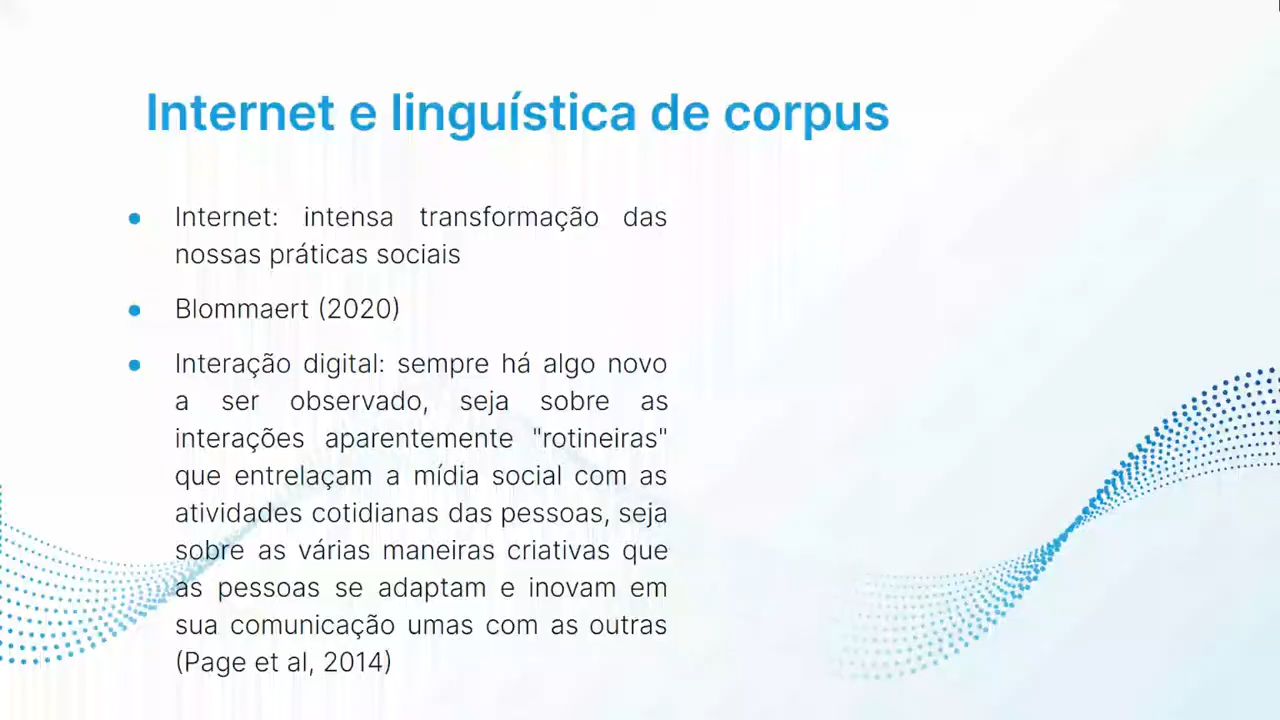 Internet e linguística de corpus
• Internet: intensa transformação das
nossas práticas sociais
• Blommaert (2020)
• Interação digital: sempre há algo novo
a ser observado, seja sobre as
interações aparentemente "rotineiras"
que entrelaçam a mídia social com as
atividades cotidianas das pessoas, seja
sobre as várias maneiras criativas que
as pessoas se adaptam e inovam em
sua comunicação umas com as outras
(Page et al, 2014)